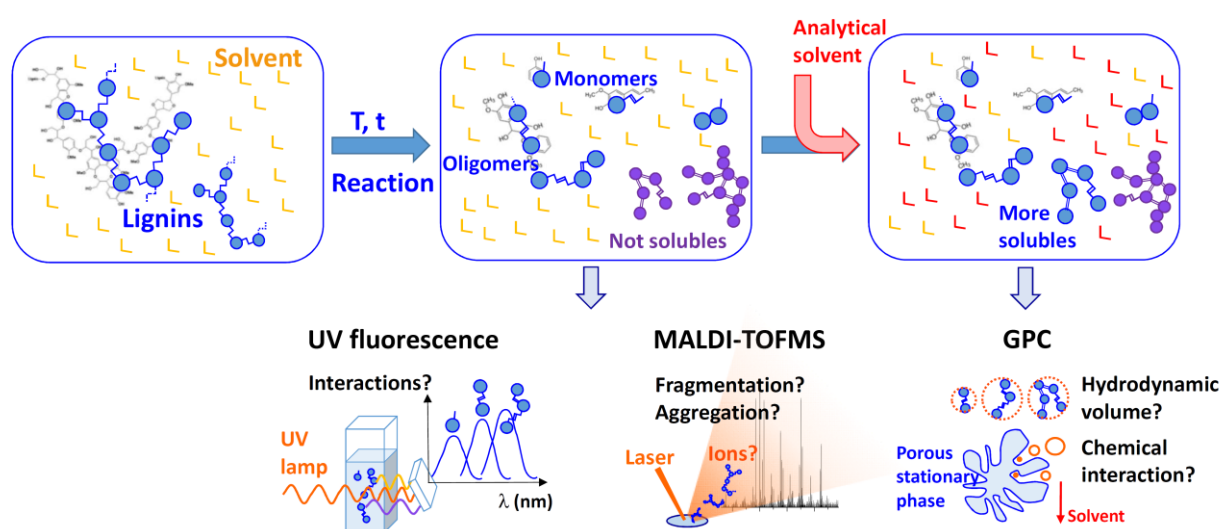 Solvent
Lignins
T, t
Reaction
Monomers
Oligomers
Not solubles
Analytical
solvent
More
solubles
UV fluorescence
Interactions?
UV
lamp
λ (nm)
MALDI-TOFMS
Fragmentation?
Aggregation?
Laser
Ions?
GPC
Hydrodynamic
volume?
Chemical
interaction?
Porous
stationary
phase
Solvent